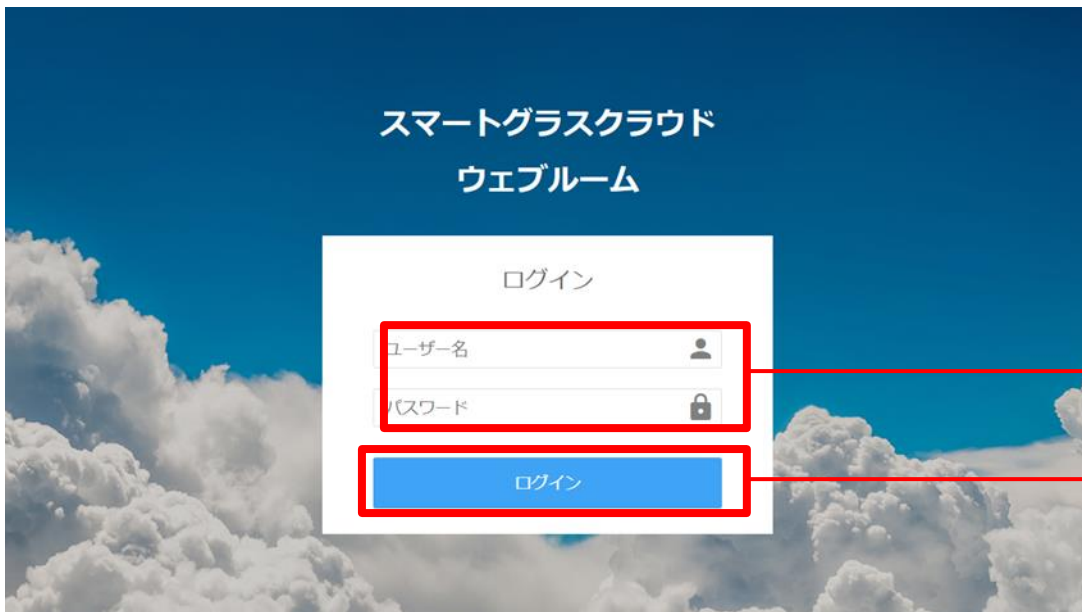 スマートグラスクラウド
ウェブルーム
ログイン
ユーザー名
パスワード
ログイン